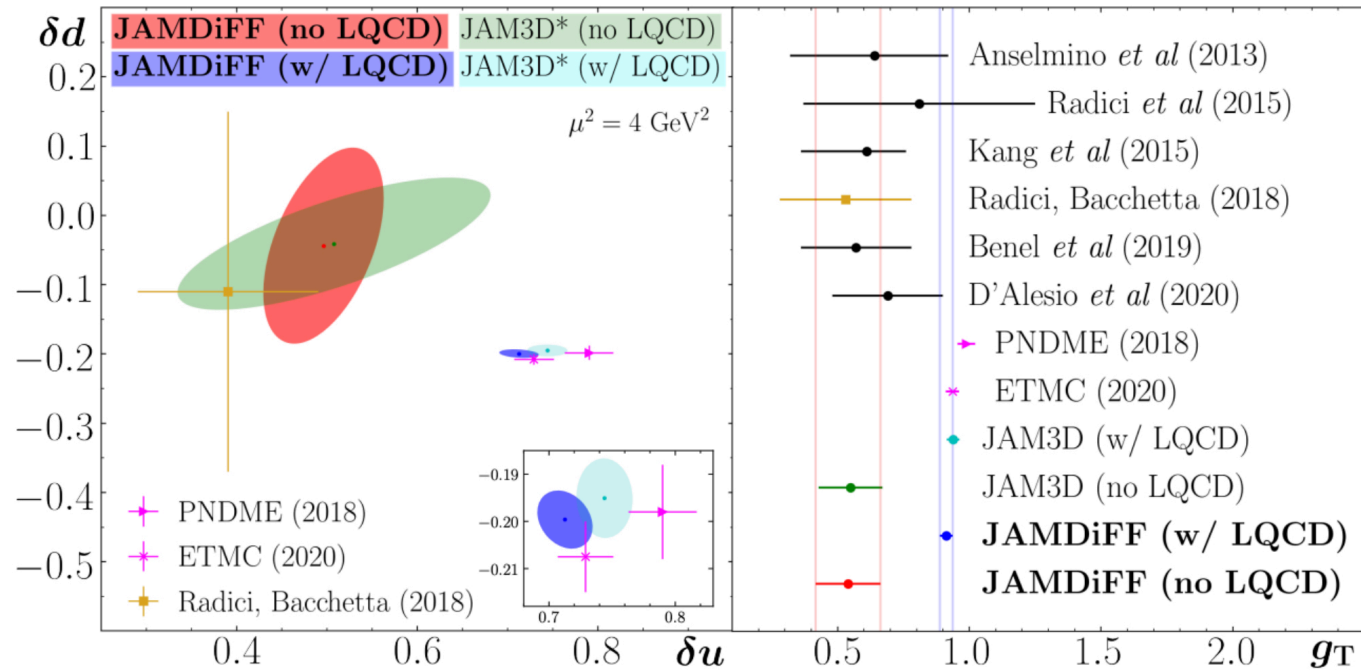 δd
JAMDiFF (no LQCD) JAM3D* (no LQCD)
JAMDiFF (w/ LQCD) JAM3D* (w/ LQCD)
μ² = 4 GeV²
0.2
0.1
0.0
−0.1
−0.2
−0.3
−0.4
−0.5
PNDME (2018)
ETMC (2020)
Radici, Bacchetta (2018)
−0.19
−0.20
−0.21
0.7 0.8
0.4 0.6 0.8 δu
Anselmino et al (2013)
Radici et al (2015)
Kang et al (2015)
Radici, Bacchetta (2018)
Benel et al (2019)
D'Alesio et al (2020)
PNDME (2018)
ETMC (2020)
JAM3D (w/ LQCD)
JAM3D (no LQCD)
JAMDiFF (w/ LQCD)
JAMDiFF (no LQCD)
0.5 1.0 1.5 2.0 gT